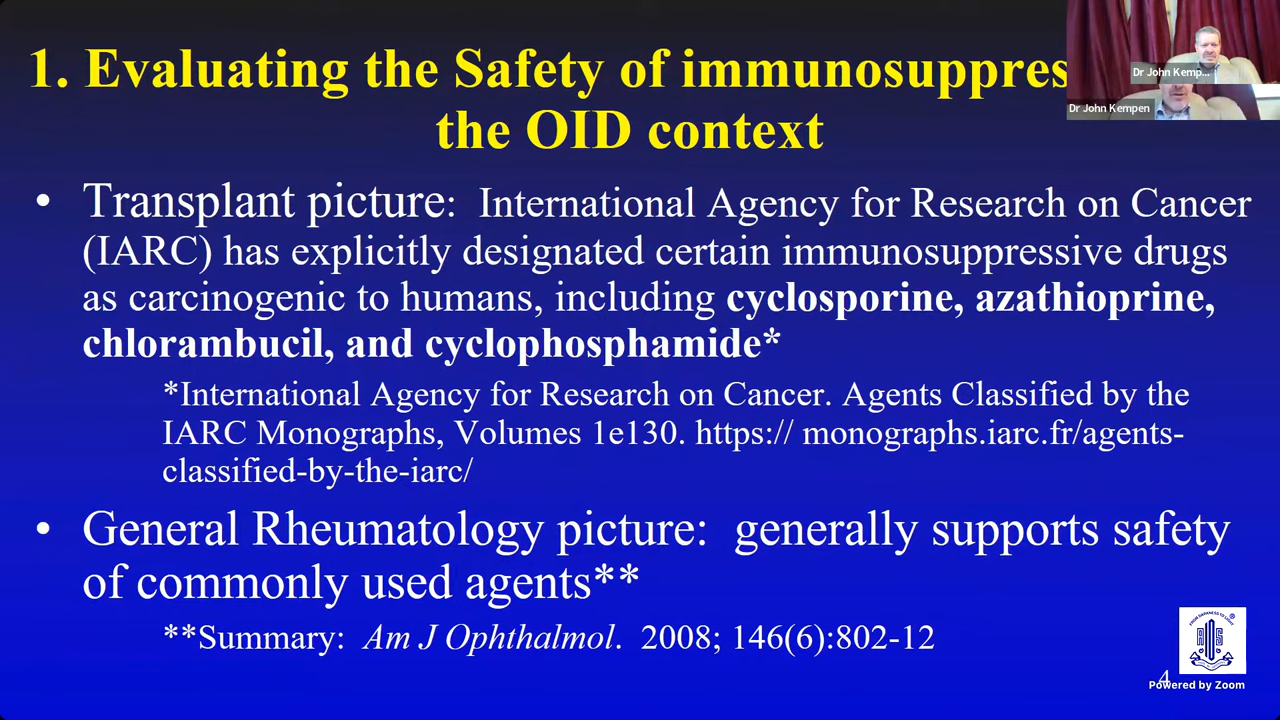 1. Evaluating the Safety of immunosuppres
the OID context
Dr John Kemp...
Dr John Kempen
• Transplant picture: International Agency for Research on Cancer
(IARC) has explicitly designated certain immunosuppressive drugs
as carcinogenic to humans, including cyclosporine, azathioprine,
chlorambucil, and cyclophosphamide*
*International Agency for Research on Cancer. Agents Classified by the
IARC Monographs, Volumes 1e130. https:// monographs.iarc.fr/agents-
classified-by-the-iarc/
• General Rheumatology picture: generally supports safety
of commonly used agents**
**Summary: Am J Ophthalmol. 2008; 146(6):802-12
4
Powered by Zoom